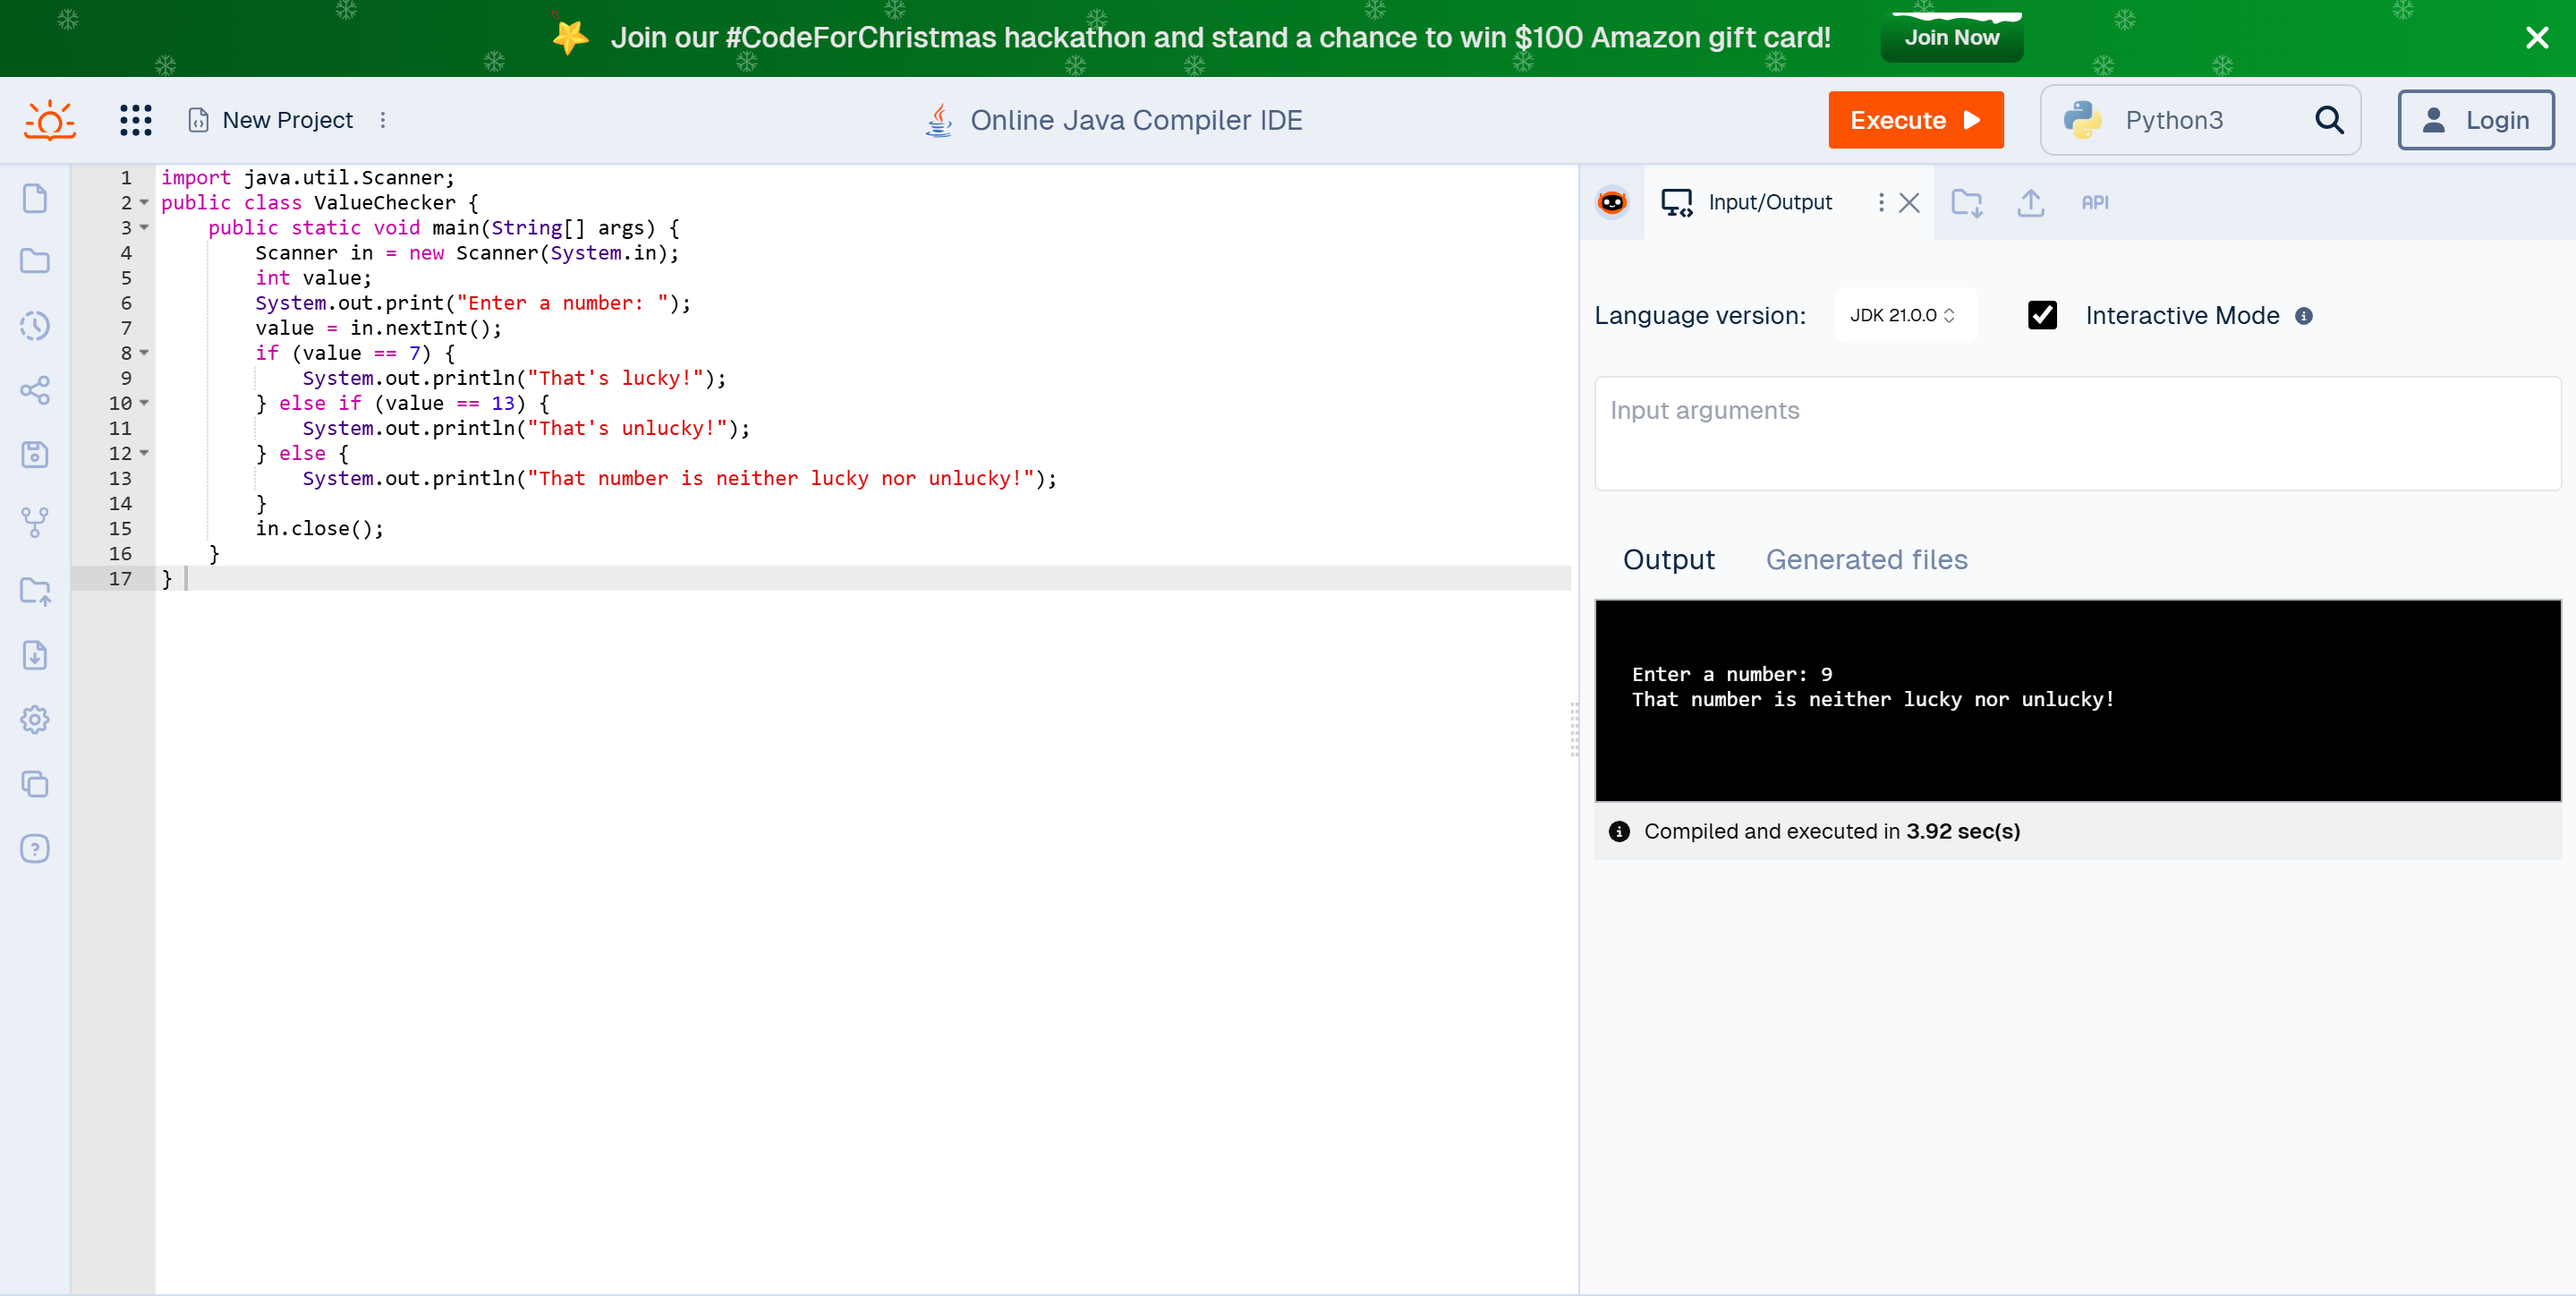 Join our #CodeForChristmas hackathon and stand a chance to win $100 Amazon gift card!
Join Now
New Project
Online Java Compiler IDE
Execute
Python3
Login
1 import java.util.Scanner;
2 public class ValueChecker {
3     public static void main(String[] args) {
4         Scanner in = new Scanner(System.in);
5         int value;
6         System.out.print("Enter a number: ");
7         value = in.nextInt();
8         if (value == 7) {
9             System.out.println("That's lucky!");
10         } else if (value == 13) {
11             System.out.println("That's unlucky!");
12         } else {
13             System.out.println("That number is neither lucky nor unlucky!");
14         }
15         in.close();
16     }
17 }
Input/Output
API
Language version:
JDK 21.0.0
Interactive Mode
Input arguments
Output
Generated files
Enter a number: 9
That number is neither lucky nor unlucky!
Compiled and executed in 3.92 sec(s)